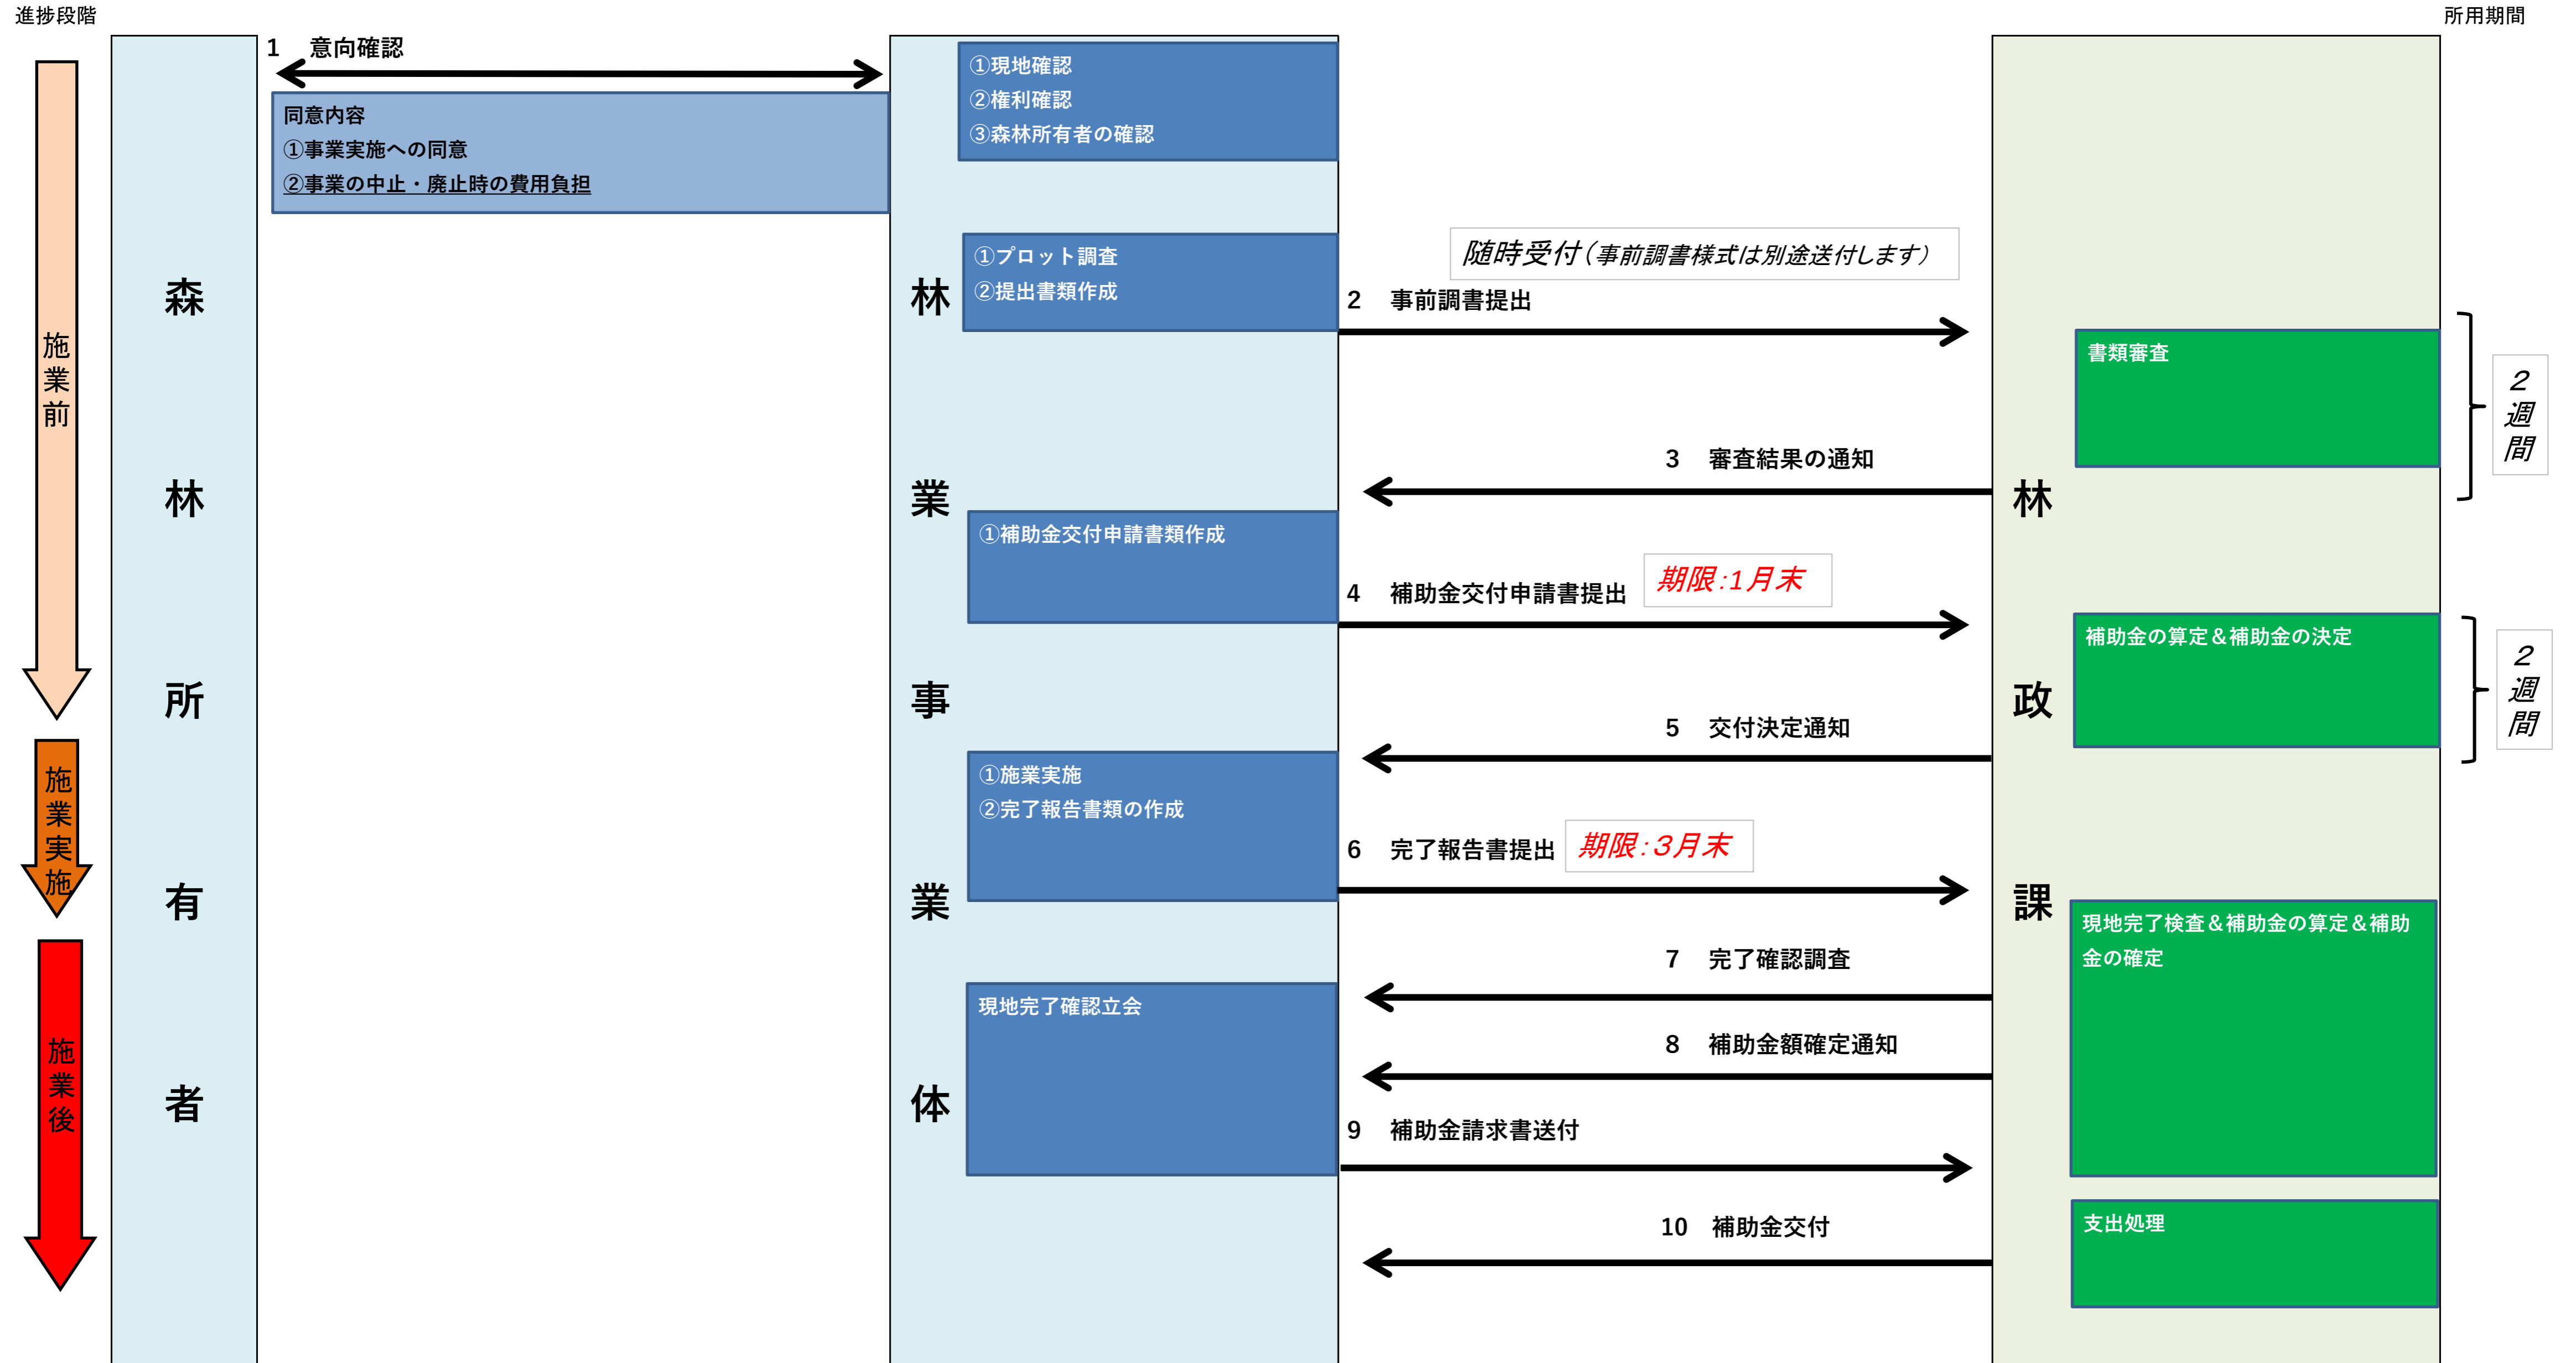 進捗段階
所用期間
1 意向確認
同意内容
①事業実施への同意
②事業の中止・廃止時の費用負担
①現地確認
②権利確認
③森林所有者の確認
①プロット調査
②提出書類作成
随時受付（事前調書様式は別途送付します）
2 事前調書提出
書類審査
2週間
3 審査結果の通知
①補助金交付申請書類作成
4 補助金交付申請書提出
期限：1月末
補助金の算定＆補助金の決定
2週間
5 交付決定通知
①施業実施
②完了報告書類の作成
6 完了報告書提出
期限：3月末
現地完了検査＆補助金の算定＆補助
金の確定
7 完了確認調査
現地完了確認立会
8 補助金額確定通知
9 補助金請求書送付
10 補助金交付
支出処理
施業前
施業実施
施業後
森林所有者
林業事業体
林政課